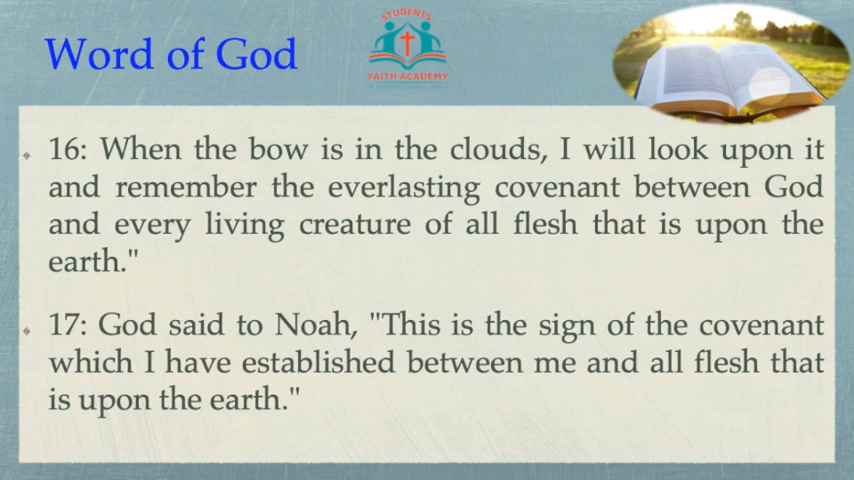 Word of God
STUDENTS
FAITH ACADEMY
16: When the bow is in the clouds, I will look upon it
and remember the everlasting covenant between God
and every living creature of all flesh that is upon the
earth."
17: God said to Noah, "This is the sign of the covenant
which I have established between me and all flesh that
is upon the earth."